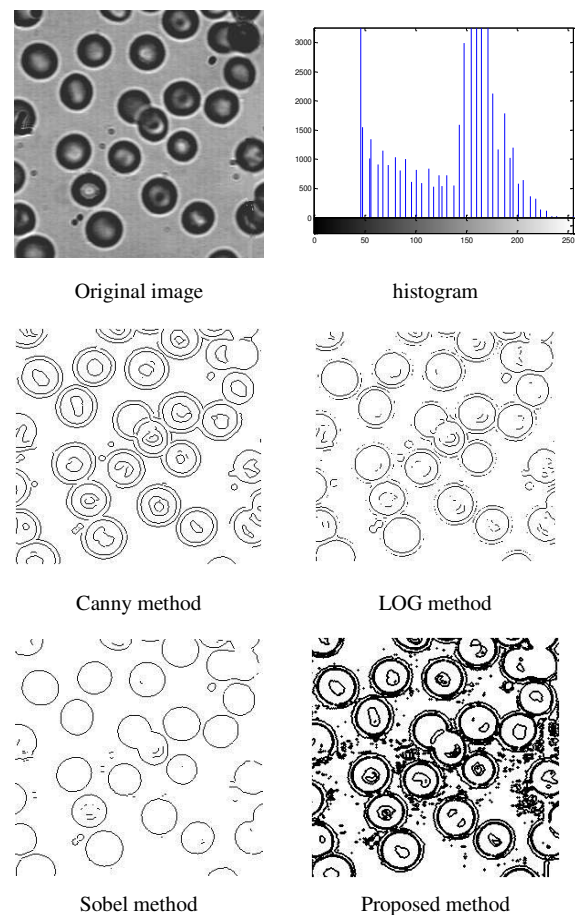 3000
2500
2000
1500
1000
500
0
0 50 100 150 200 250
Original image histogram
Canny method LOG method
Sobel method Proposed method